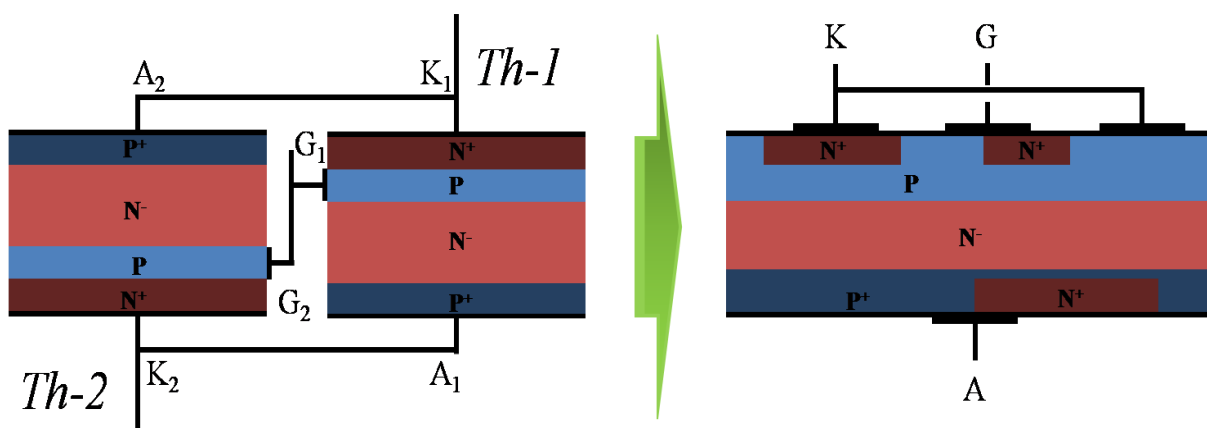 A₂
K₁
Th-1
P⁺
N⁻
P
N⁺
G₁
G₂
N⁺
P
N⁻
P⁺
Th-2
K₂
A₁
K
G
N⁺
N⁺
P
N⁻
P⁺
N⁺
A